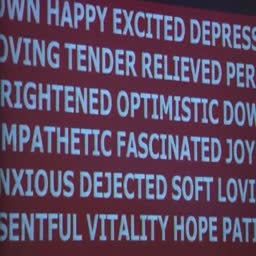 OWN HAPPY EXCITED DEPRESS
OVING TENDER RELIEVED PER
RIGHTENED OPTIMISTIC DOW
MPATHETIC FASCINATED JOY
NXIOUS DEJECTED SOFT LOVI
SENTFUL VITALITY HOPE PATI